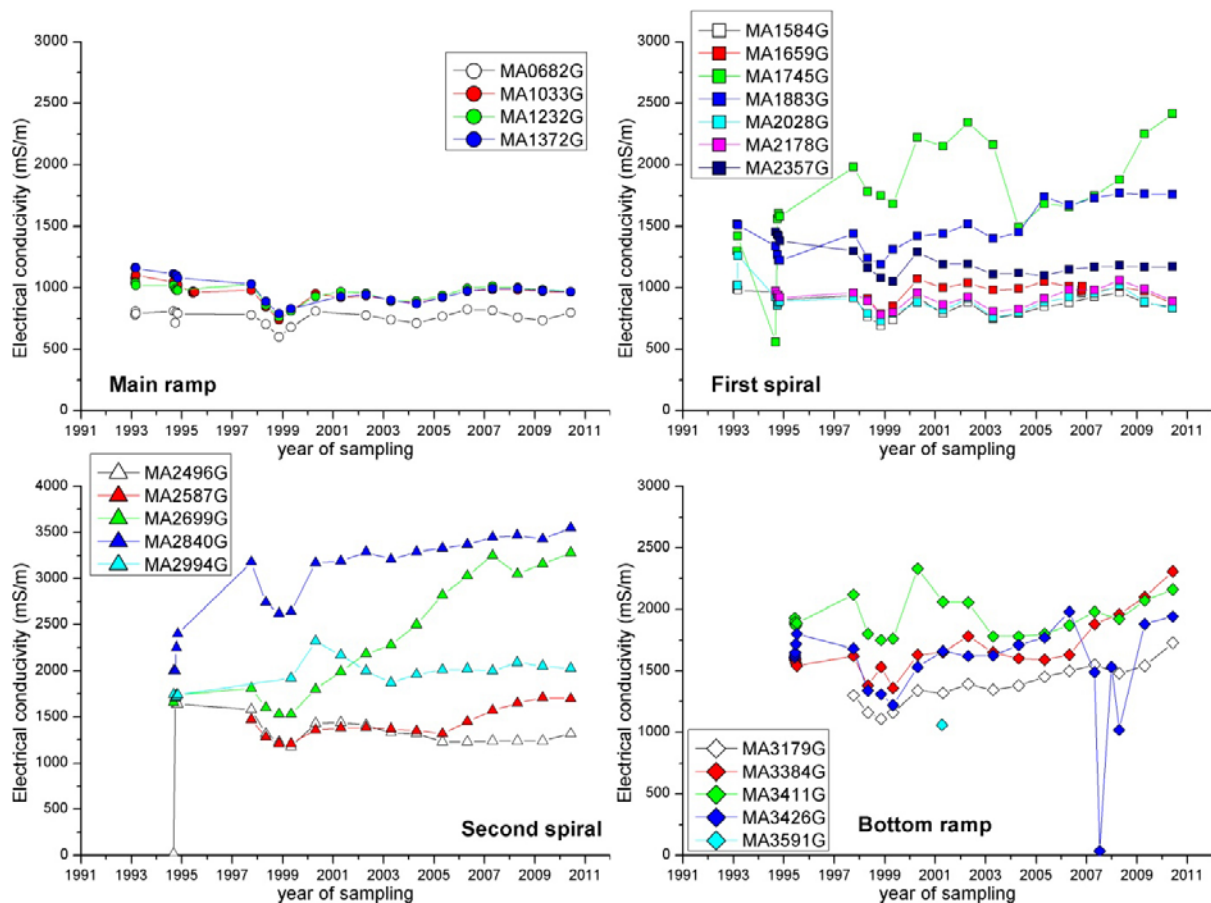 3000
2500
2000
1500
1000
500
0
Electrical conducivity (mS/m)
MA0682G
MA1033G
MA1232G
MA1372G
Main ramp
1991 1993 1995 1997 1999 2001 2003 2005 2007 2009 2011
year of sampling
3000
2500
2000
1500
1000
500
0
Electrical conducivity (mS/m)
MA1584G
MA1659G
MA1745G
MA1883G
MA2028G
MA2178G
MA2357G
First spiral
1991 1993 1995 1997 1999 2001 2003 2005 2007 2009 2011
year of sampling
4000
3500
3000
2500
2000
1500
1000
500
0
Electrical conducivity (mS/m)
MA2496G
MA2587G
MA2699G
MA2840G
MA2994G
Second spiral
1991 1993 1995 1997 1999 2001 2003 2005 2007 2009 2011
year of sampling
3000
2500
2000
1500
1000
500
0
Electrical conducivity (mS/m)
MA3179G
MA3384G
MA3411G
MA3426G
MA3591G
Bottom ramp
1991 1993 1995 1997 1999 2001 2003 2005 2007 2009 2011
year of sampling